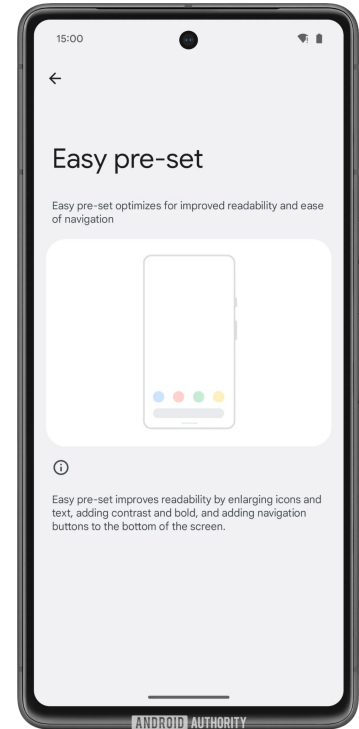 15:00
Easy pre-set
Easy pre-set optimizes for improved readability and ease
of navigation
Easy pre-set improves readability by enlarging icons and
text, adding contrast and bold, and adding navigation
buttons to the bottom of the screen.
ANDROID AUTHORITY